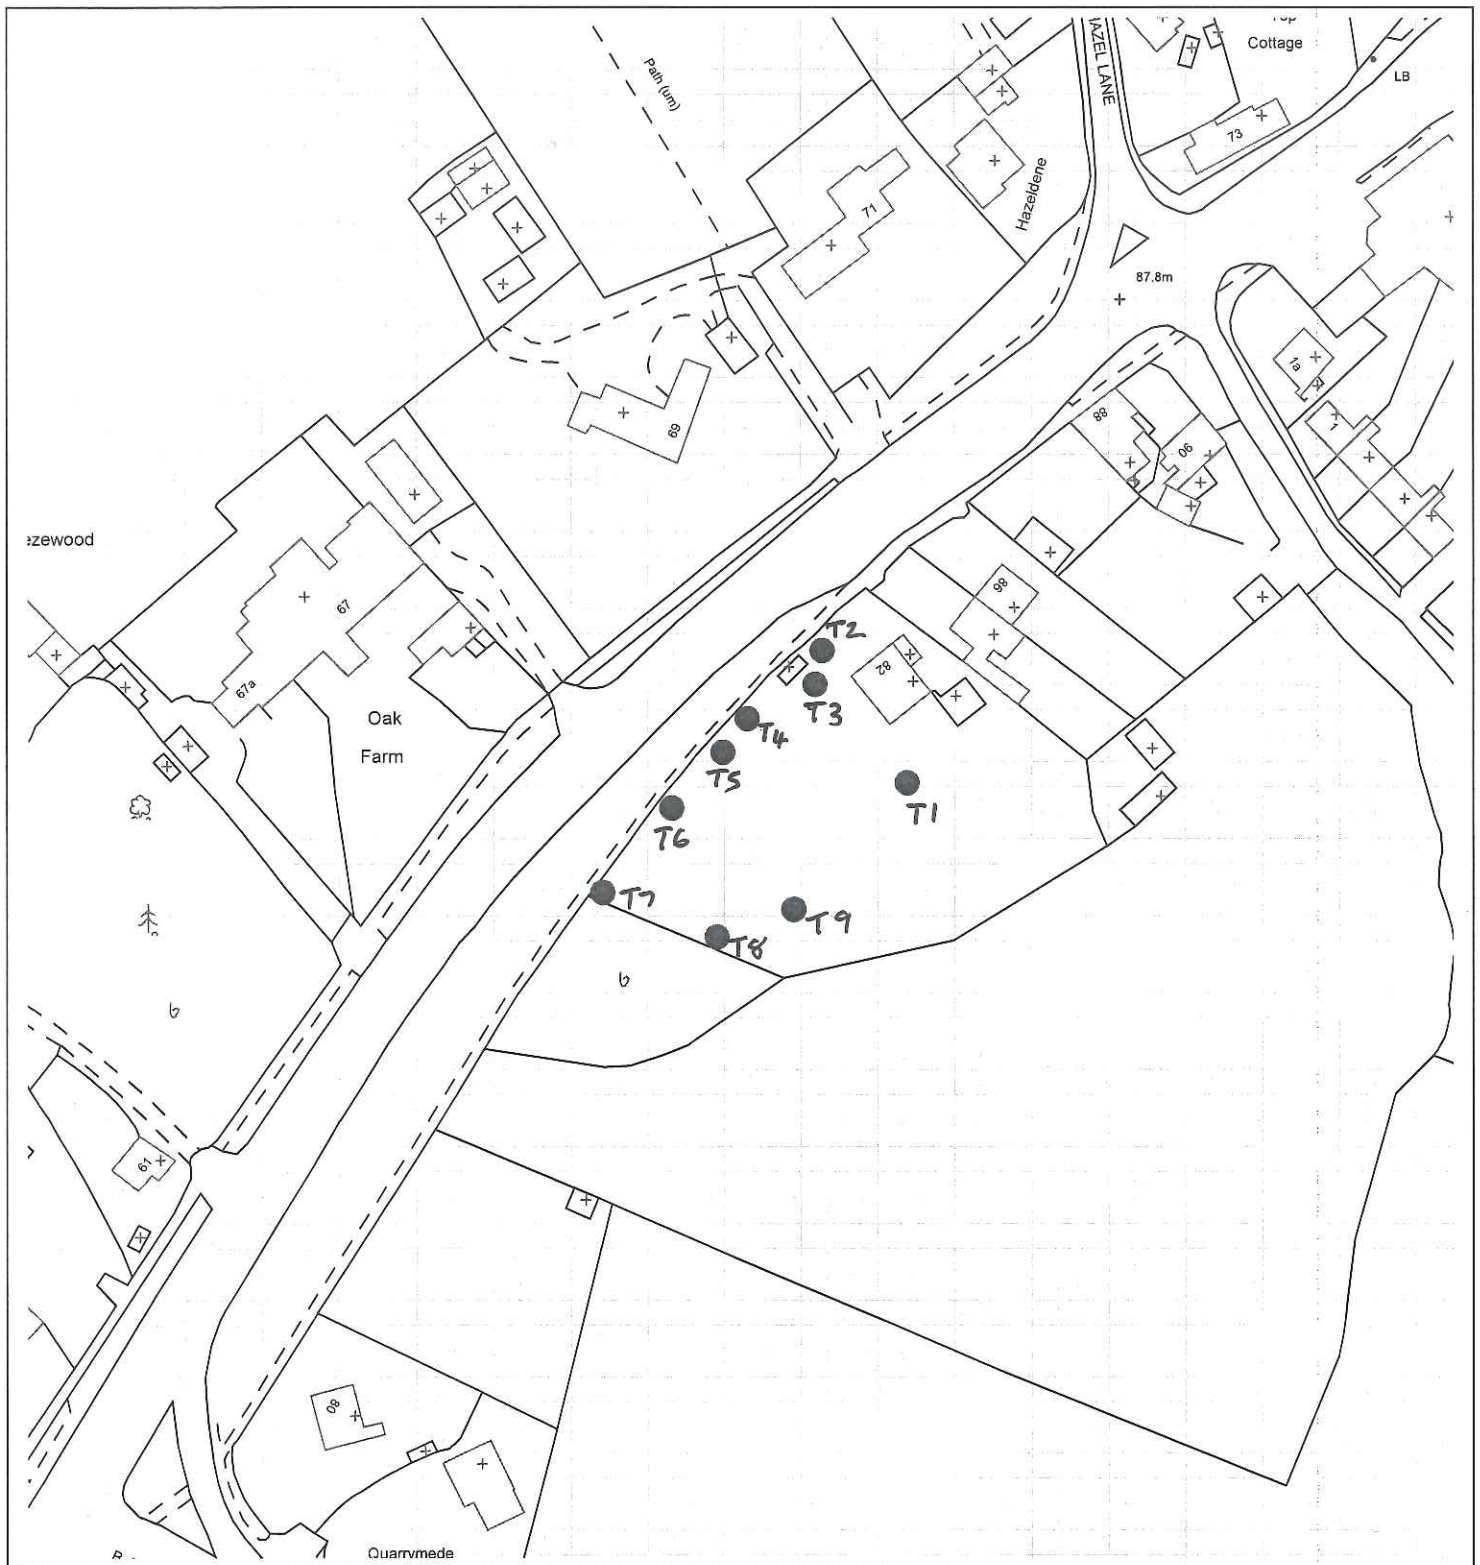 Path (um)
HAZEL LANE
Cottage
LB
73
71
Hazeldene
87.8m
1a
1
69
88
90
ezewood
67
67a
86
82
Oak
Farm
T2
T3
T4
T5
T1
T6
T7
T9
T8
61
80
Quarrymede